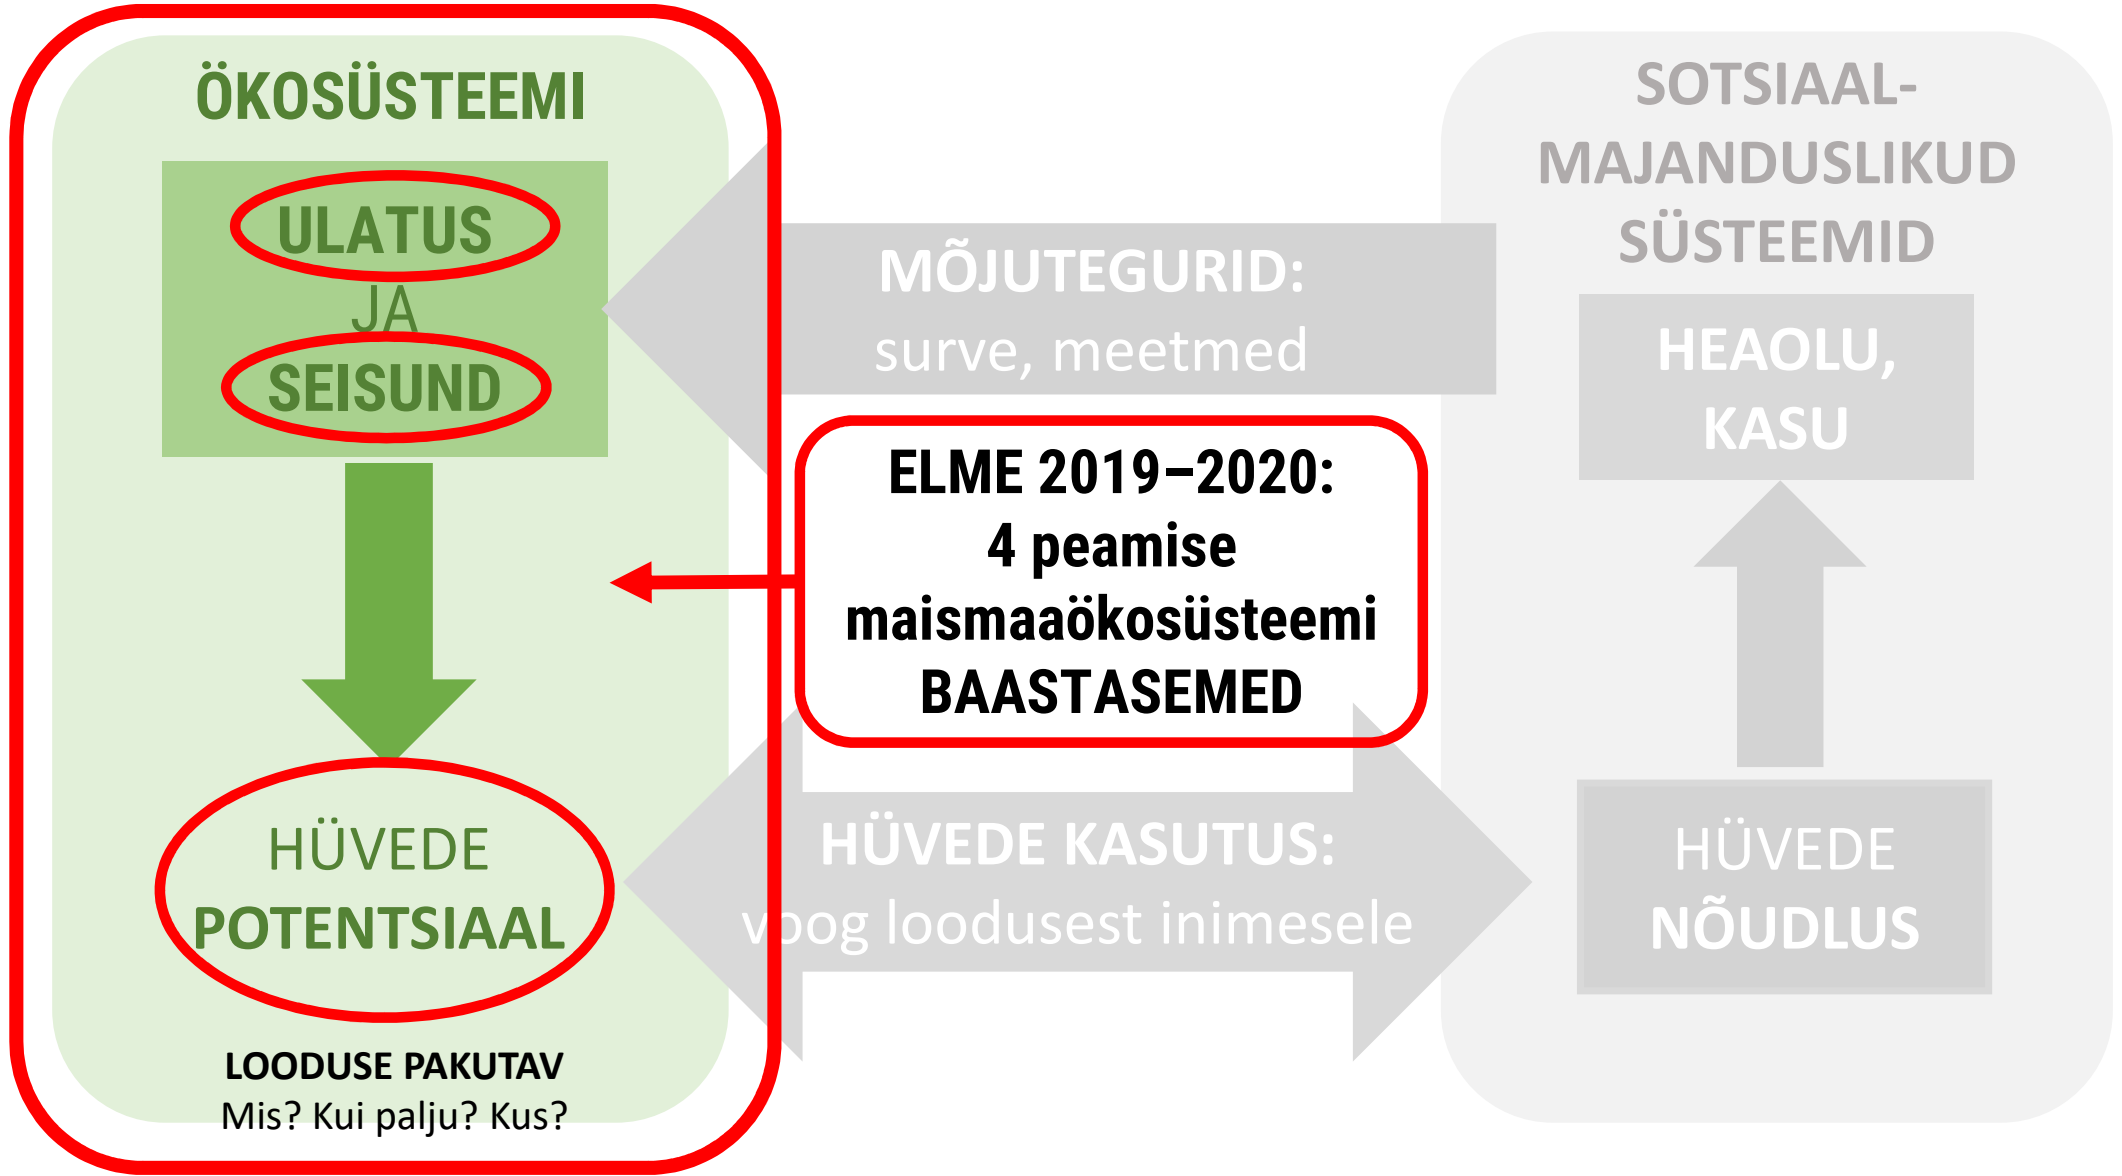 ÖKOSÜSTEEMI
ULATUS
JA
SEISUND
HÜVEDE
POTENTSIAAL
LOODUSE PAKUTAV
Mis? Kui palju? Kus?
MÕJUTEGURID:
surve, meetmed
ELME 2019–2020:
4 peamise
maismaaökosüsteemi
BAASTASEMED
HÜVEDE KASUTUS:
voog loodusest inimesele
SOTSIAAL-
MAJANDUSLIKUD
SÜSTEEMID
HEAOLU,
KASU
HÜVEDE
NÕUDLUS